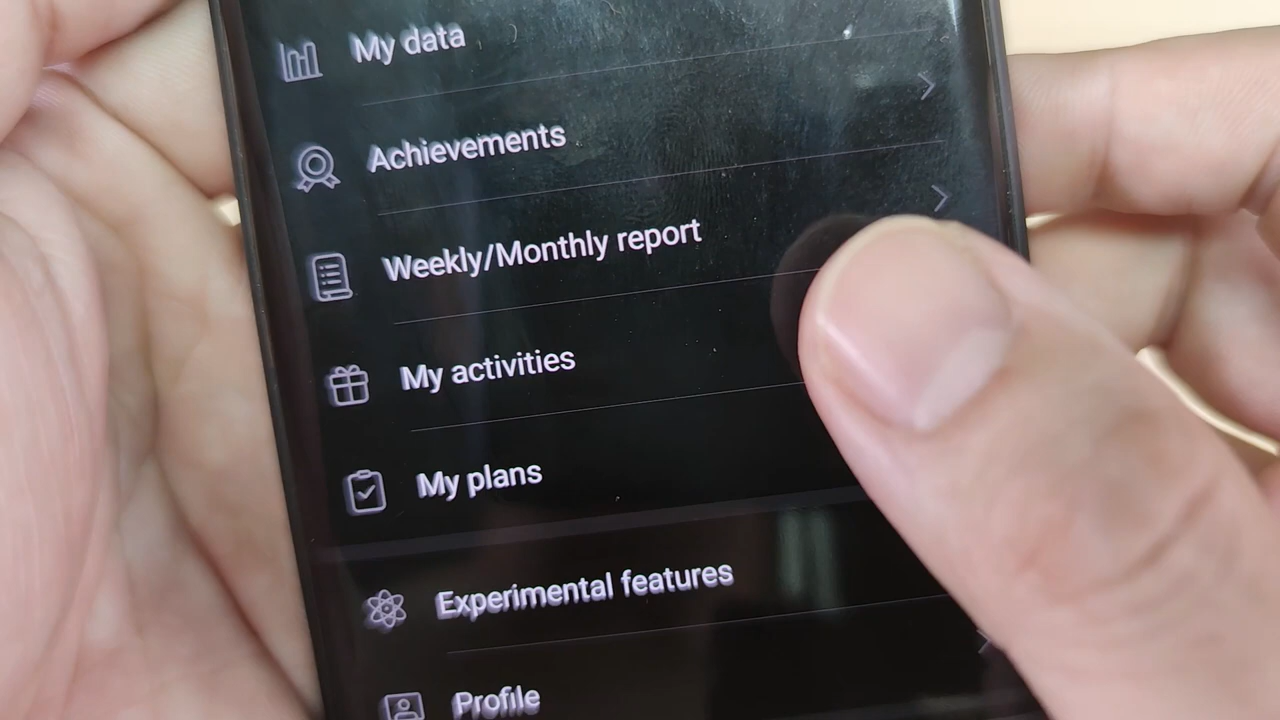 My data
Achievements
Weekly/Monthly report
My activities
My plans
Experimental features
Profile